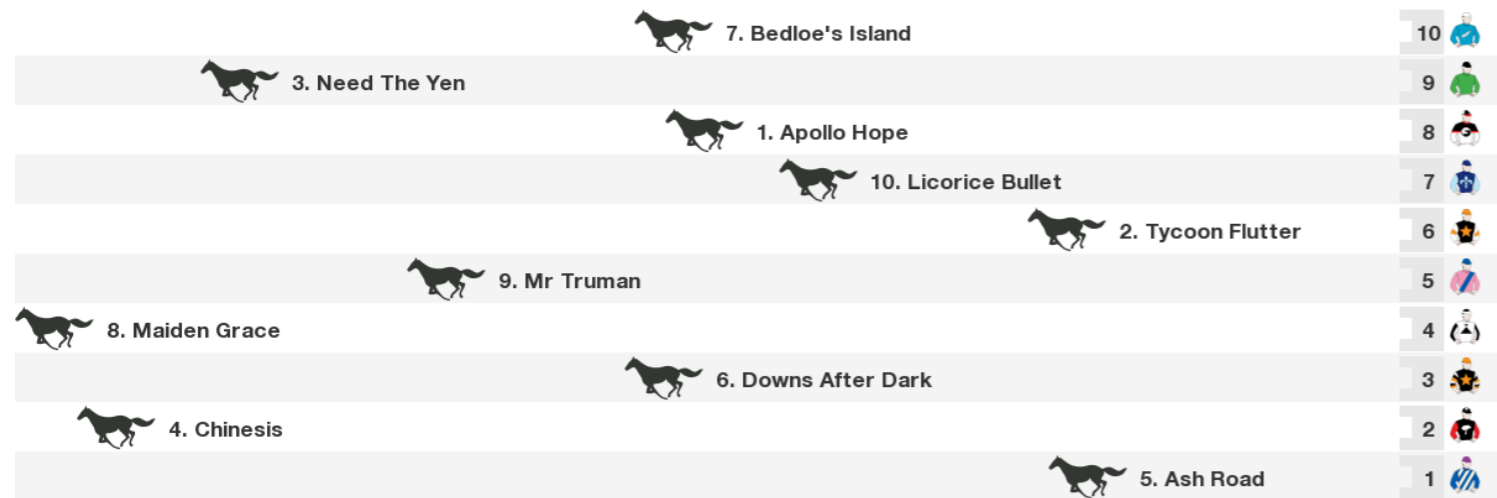 7. Bedloe's Island 10
3. Need The Yen 9
1. Apollo Hope 8
10. Licorice Bullet 7
2. Tycoon Flutter 6
9. Mr Truman 5
8. Maiden Grace 4
6. Downs After Dark 3
4. Chinesis 2
5. Ash Road 1